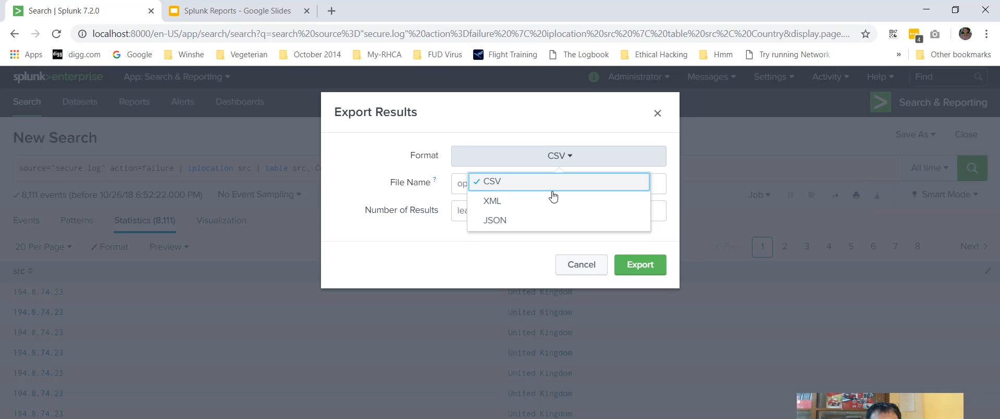 Search | Splunk 7.2.0
Splunk Reports - Google Slides
localhost:8000/en-US/app/search/search?q=search%20source%3D"secure.log"%20action%3Dfailure%20%7C%20iplocation%20src%20%7C%20table%20src%2C%20Country&display.page....
4
Apps
digg
digg.com
Google
Winshe
Vegeterian
October 2014
My-RHCA
FUD Virus
Flight Training
The Logbook
Ethical Hacking
Hmm
Try running Network
»
Other bookmarks
splunk>enterprise
App: Search & Reporting
Administrator
Messages
Settings
Activity
Help
Find
Search
Datasets
Reports
Alerts
Dashboards
Search & Reporting
Export Results
New Search
Save As
Close
Format
CSV
source="secure.log" action=failure | iplocation src | table src, Co
All time
File Name ?
op
CSV
8,111 events (before 10/26/18 6:52:22.000 PM)
No Event Sampling
Job
Smart Mode
XML
Number of Results
lea
JSON
Events
Patterns
Statistics (8,111)
Visualization
20 Per Page
Format
Preview
< Prev
1
2
3
4
5
6
7
8
...
Next >
Cancel
Export
src
194.8.74.23
United Kingdom
194.8.74.23
United Kingdom
194.8.74.23
United Kingdom
194.8.74.23
United Kingdom
194.8.74.23
United Kingdom
194.8.74.23
United Kingdom
194.8.74.23
United Kingdom